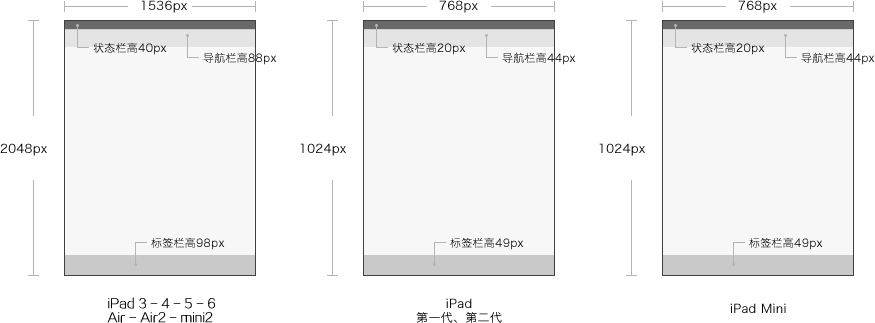 1536px
状态栏高40px
导航栏高88px
2048px
标签栏高98px
iPad 3 - 4 - 5 - 6
Air - Air2 - mini2
768px
状态栏高20px
导航栏高44px
1024px
标签栏高49px
iPad
第一代、第二代
768px
状态栏高20px
导航栏高44px
1024px
标签栏高49px
iPad Mini